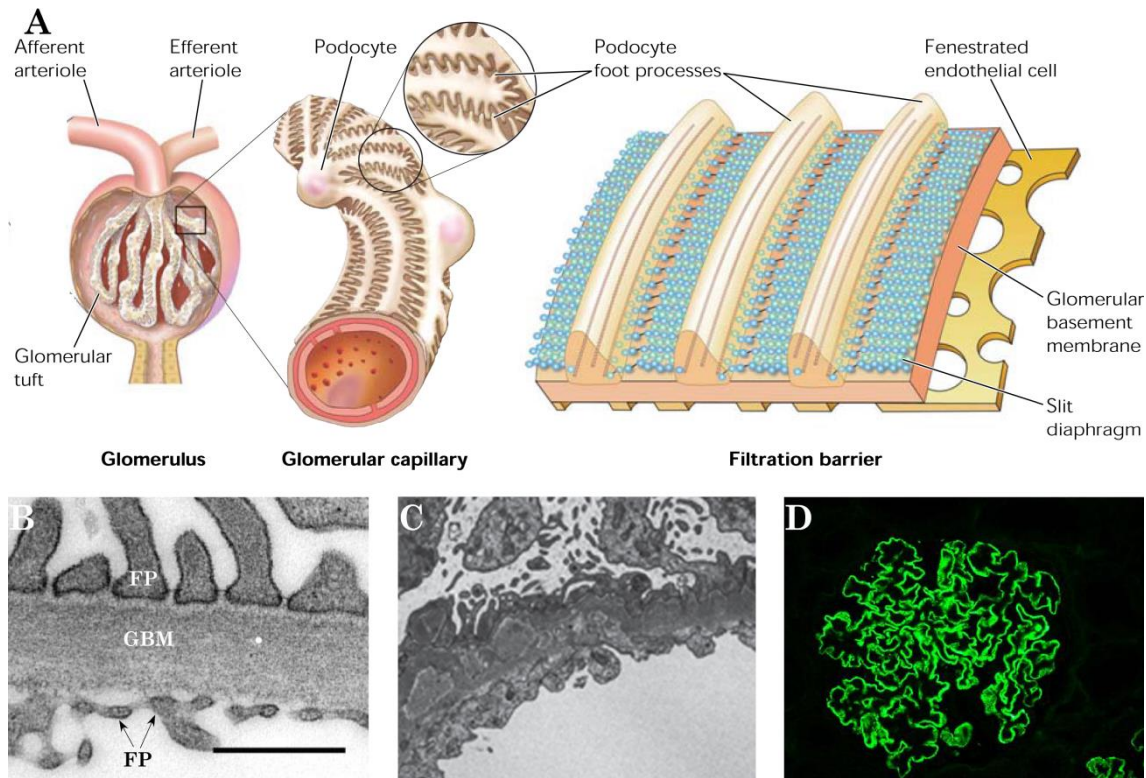 A
Afferent
arteriole
Efferent
arteriole
Podocyte
Podocyte
foot processes
Fenestrated
endothelial cell
Glomerular
tuft
Glomerular
basement
membrane
Slit
diaphragm
Glomerulus
Glomerular capillary
Filtration barrier
B
FP
GBM
FP
C
D